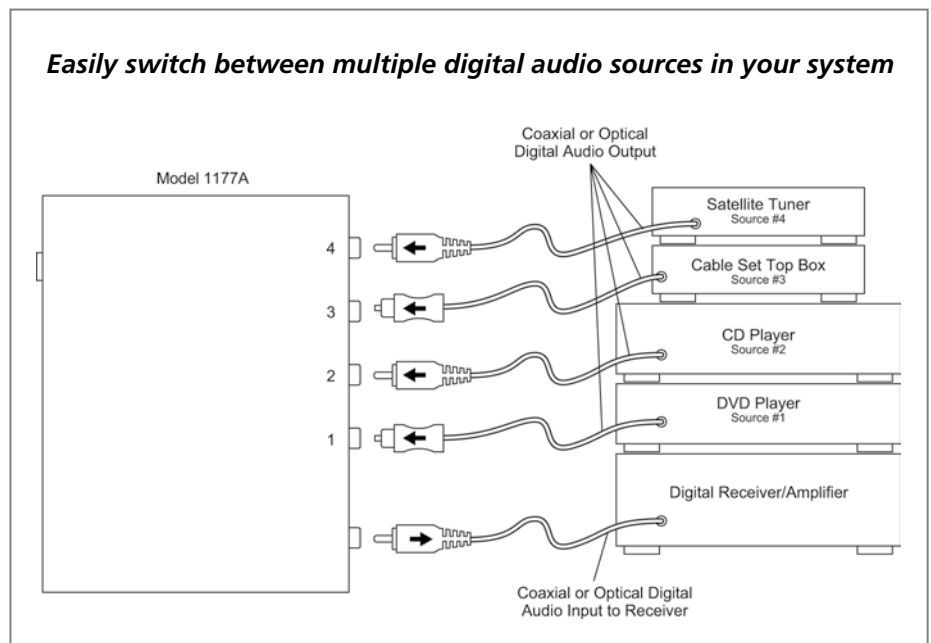 Easily switch between multiple digital audio sources in your system
Coaxial or Optical
Digital Audio Output
Model 1177A
4
3
2
1
Satellite Tuner
Source #4
Cable Set Top Box
Source #3
CD Player
Source #2
DVD Player
Source #1
Digital Receiver/Amplifier
Coaxial or Optical Digital
Audio Input to Receiver